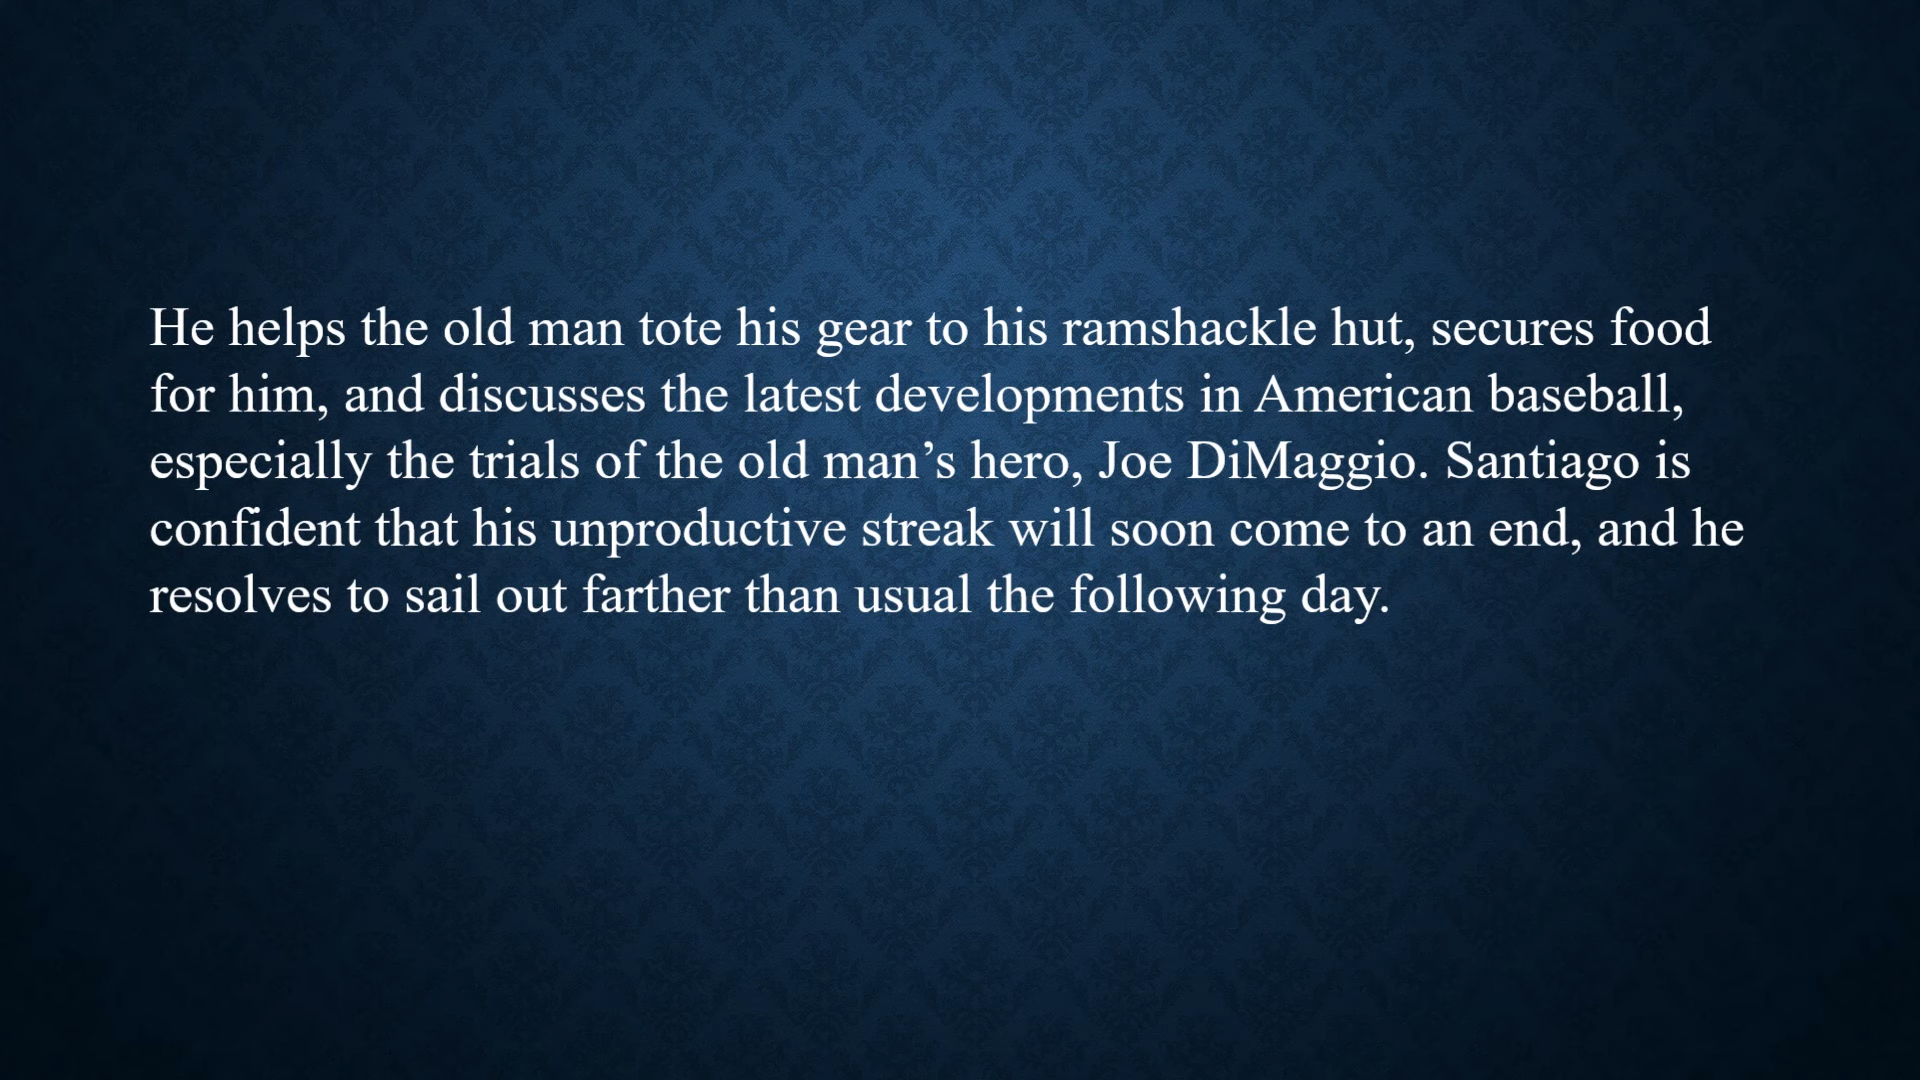 He helps the old man tote his gear to his ramshackle hut, secures food
for him, and discusses the latest developments in American baseball,
especially the trials of the old man’s hero, Joe DiMaggio. Santiago is
confident that his unproductive streak will soon come to an end, and he
resolves to sail out farther than usual the following day.